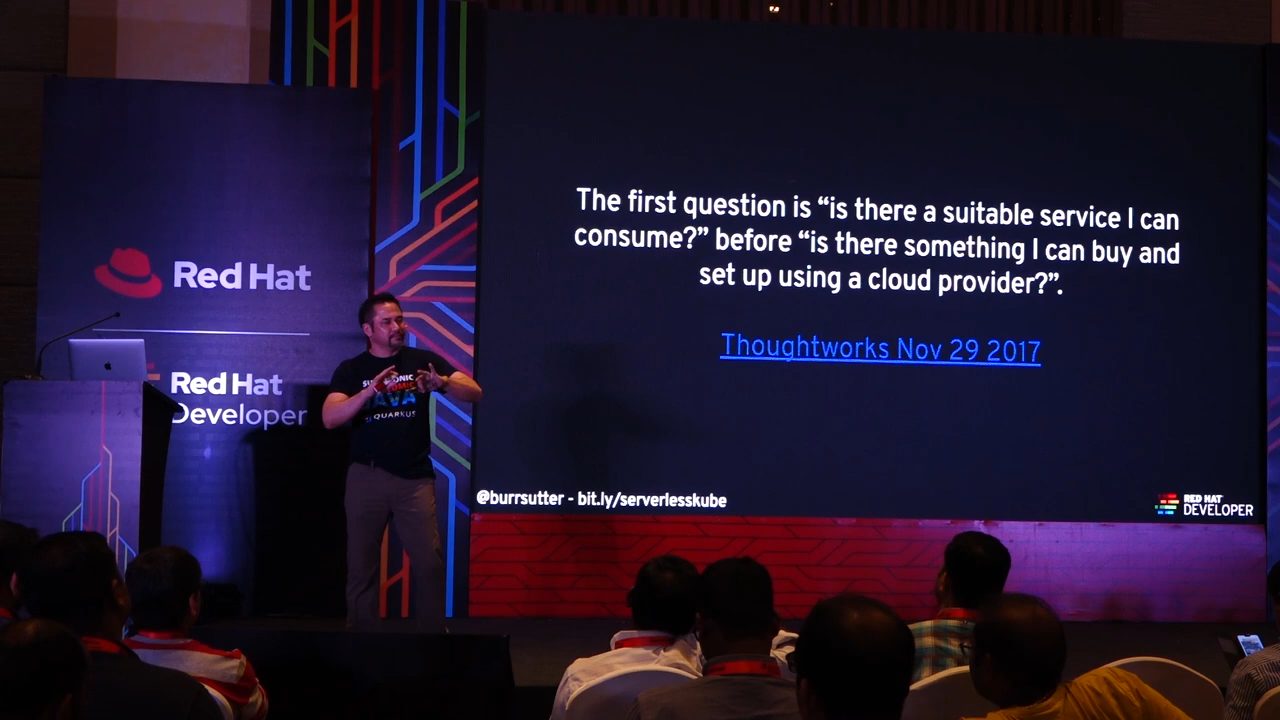 The first question is “is there a suitable service I can
consume?” before “is there something I can buy and
set up using a cloud provider?”.
Thoughtworks Nov 29 2017
@burrsutter - bit.ly/serverlesskube
RED HAT
DEVELOPER
Red Hat
Red Hat
Developer
QUARKUS